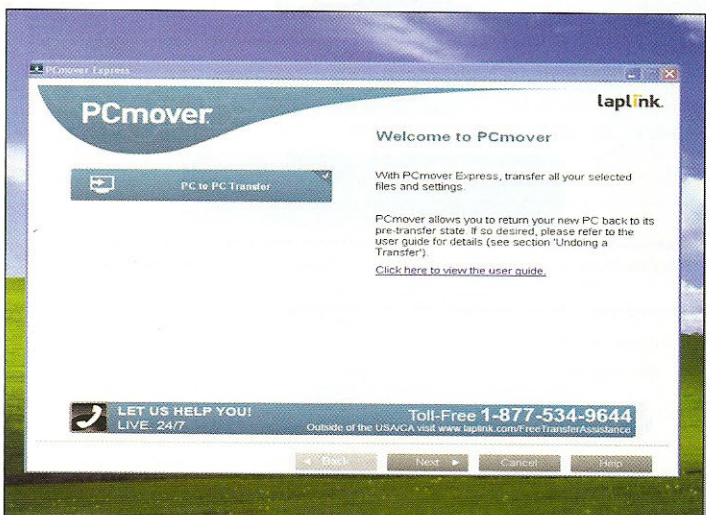 PCmover Express
PCmover
laplink.
Welcome to PCmover
PC to PC Transfer
With PCmover Express, transfer all your selected
files and settings.
PCmover allows you to return your new PC back to its
pre-transfer state. If so desired, please refer to the
user guide for details (see section 'Undoing a
Transfer').
Click here to view the user guide.
LET US HELP YOU!
LIVE. 24/7
Toll-Free 1-877-534-9644
Outside of the USA/CA visit www.laplink.com/FreeTransferAssistance
Back
Next
Cancel
Help